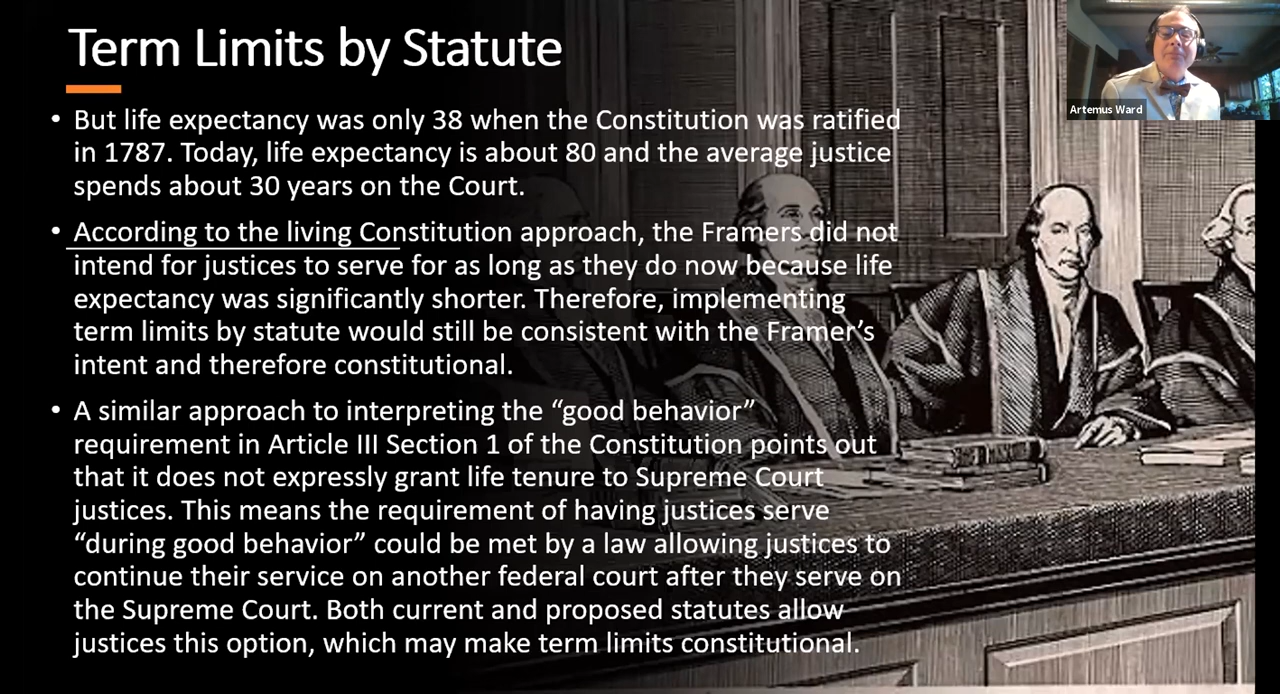 Term Limits by Statute
Artemus Ward
• But life expectancy was only 38 when the Constitution was ratified
in 1787. Today, life expectancy is about 80 and the average justice
spends about 30 years on the Court.
• According to the living Constitution approach, the Framers did not
intend for justices to serve for as long as they do now because life
expectancy was significantly shorter. Therefore, implementing
term limits by statute would still be consistent with the Framer’s
intent and therefore constitutional.
• A similar approach to interpreting the “good behavior”
requirement in Article III Section 1 of the Constitution points out
that it does not expressly grant life tenure to Supreme Court
justices. This means the requirement of having justices serve
“during good behavior” could be met by a law allowing justices to
continue their service on another federal court after they serve on
the Supreme Court. Both current and proposed statutes allow
justices this option, which may make term limits constitutional.